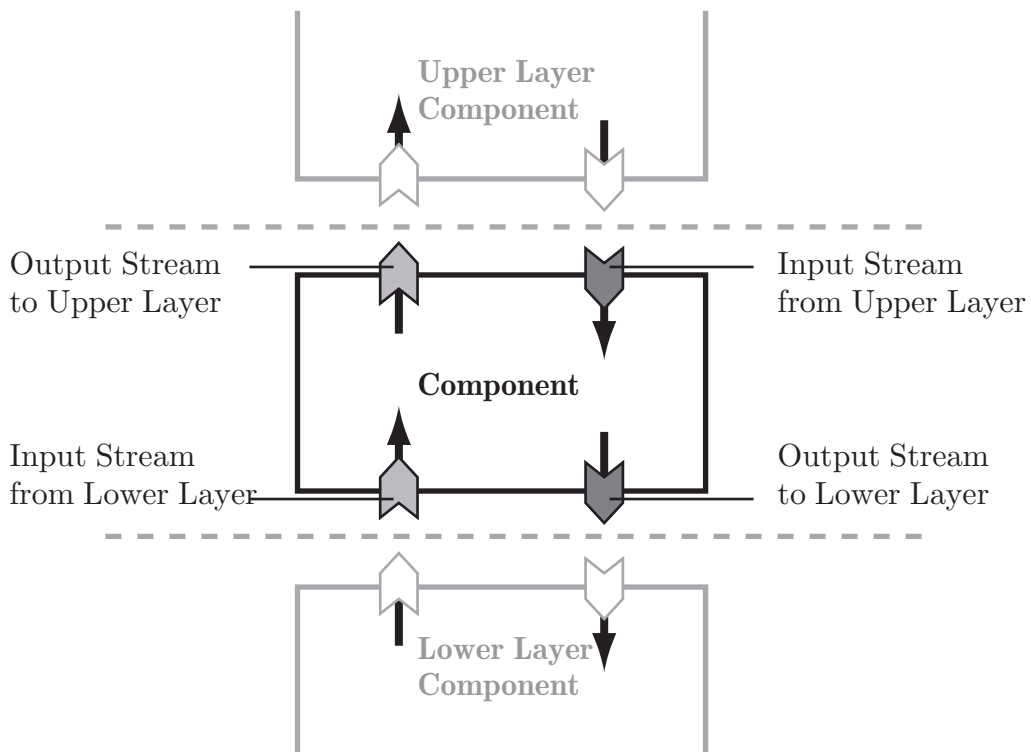 Upper Layer
Component
Output Stream
to Upper Layer
Input Stream
from Upper Layer
Component
Input Stream
from Lower Layer
Output Stream
to Lower Layer
Lower Layer
Component